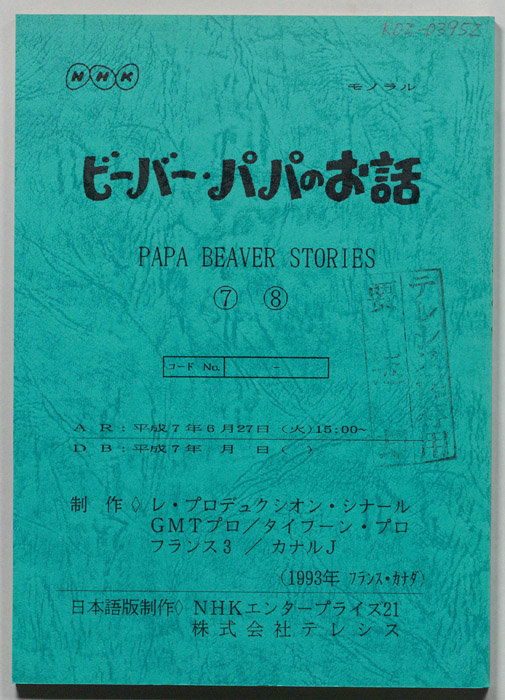 KOZ-03952
NHK
モノラル
ビーバー・パパのお話
PAPA BEAVER STORIES
⑦ ⑧
コード No. -
AR:平成7年6月27日(火)15:00~
DB:平成7年 月 日( )
制作◇レ・プロデュクシオン・シナール
GMTプロ/タイフーン・プロ
フランス3 / カナルJ
(1993年 フランス・カナダ)
日本語版制作◇NHKエンタープライズ21
株式会社テレシス